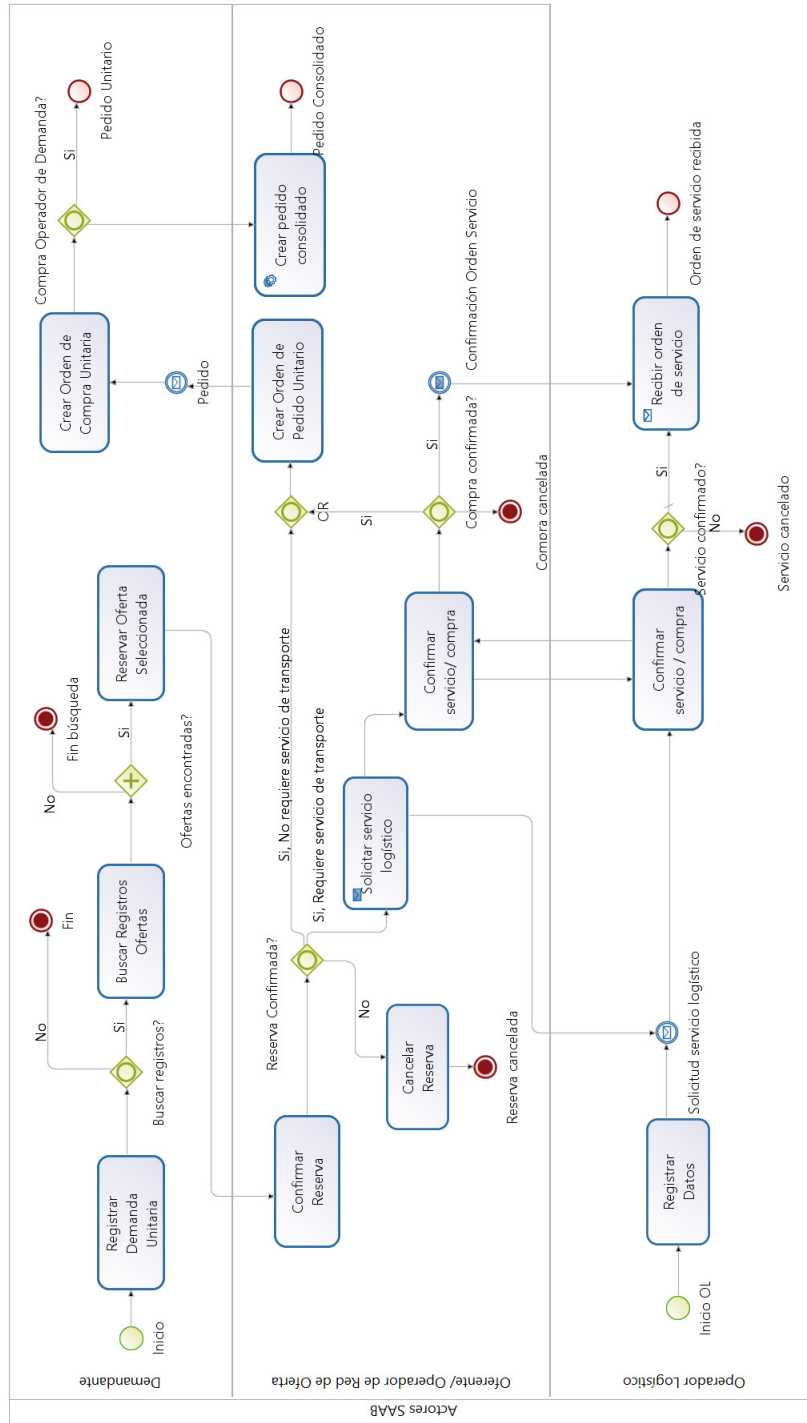 Actores SAAB
Demandante
Inicio
Registrar
Demanda
Unitaria
Buscar registros?
No
Fin
Si
Buscar Registros
Ofertas
Ofertas encontradas?
No
Fin búsqueda
Si
Reservar Oferta
Seleccionada
Crear Orden de
Compra Unitaria
Compra Operador de Demanda?
Si
Pedido Unitario
Pedido
Oferente/ Operador de Red de Oferta
Confirmar
Reserva
Reserva Confirmada?
No
Cancelar
Reserva
Reserva cancelada
Si, No requiere servicio de transporte
Si, Requiere servicio de transporte
Solicitar servicio
logístico
Confirmar
servicio/ compra
Compra confirmada?
Si
Si
OR
Compra cancelada
Confirmación Orden Servicio
Crear Orden de
Pedido Unitario
Crear pedido
consolidado
Pedido Consolidado
Operador Logístico
Inicio OL
Registrar
Datos
Solicitud servicio logístico
Confirmar
servicio / compra
Servicio confirmado?
No
Servicio cancelado
Si
Recibir orden
de servicio
Orden de servicio recibida